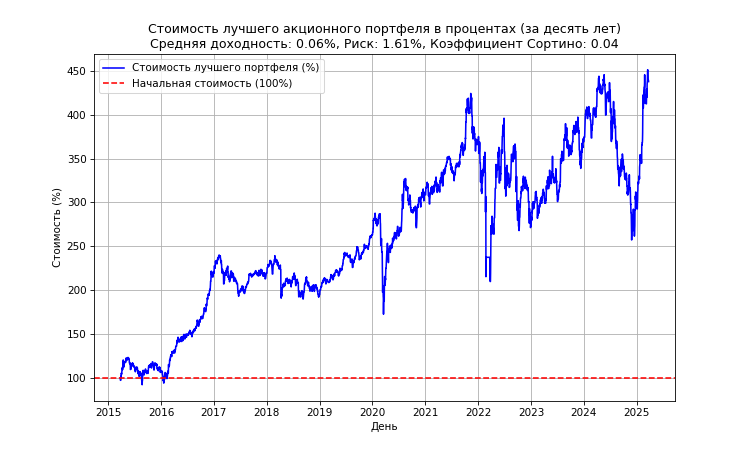 Стоимость лучшего акционного портфеля в процентах (за десять лет)
Средняя доходность: 0.06%, Риск: 1.61%, Коэффициент Сортино: 0.04
Стоимость лучшего портфеля (%)
Начальная стоимость (100%)
Стоимость (%)
450
400
350
300
250
200
150
100
2015 2016 2017 2018 2019 2020 2021 2022 2023 2024 2025
День